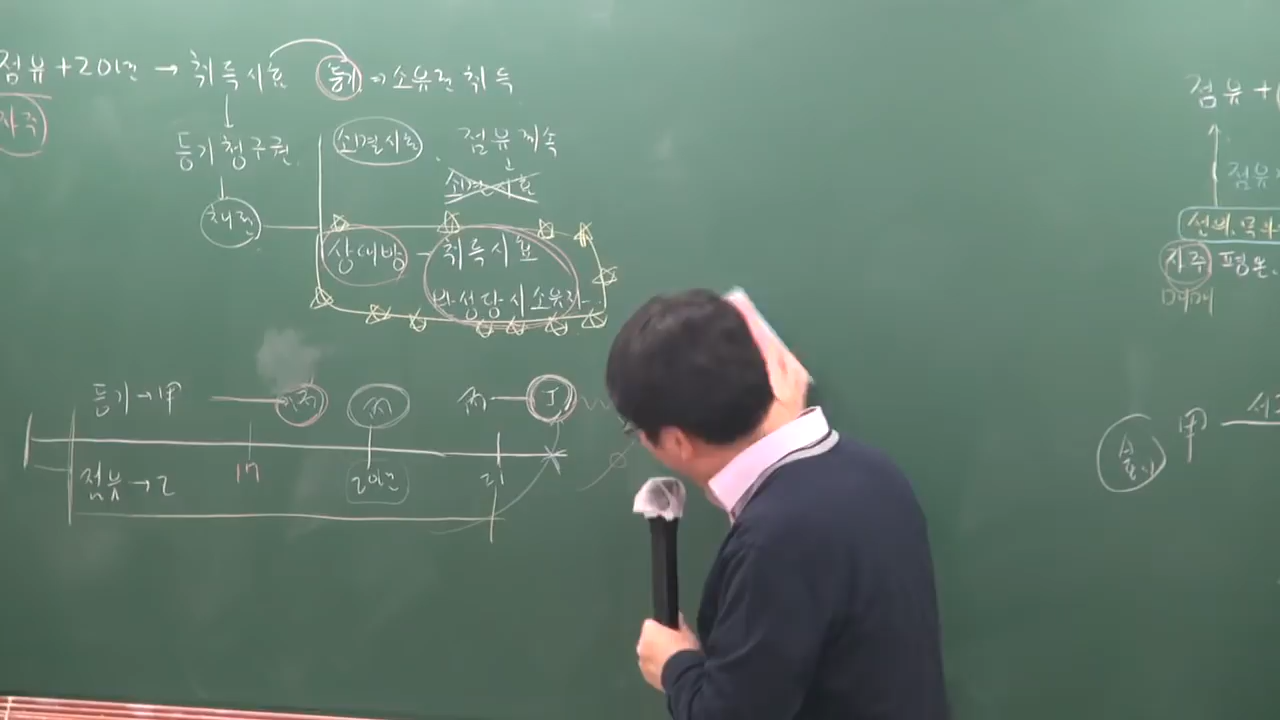 점유+20년 → 취득시효 등기 ⇒ 소유권 취득
자주
등기청구권 소멸시효 점유 계속
소멸시효
채권
상대방 - 취득시효
완성당시 소유자...
등기→甲 丙 丙 丁
점유→乙 17 20년 21
점유+
점유
선의.무과
자주 평온.
매매
甲